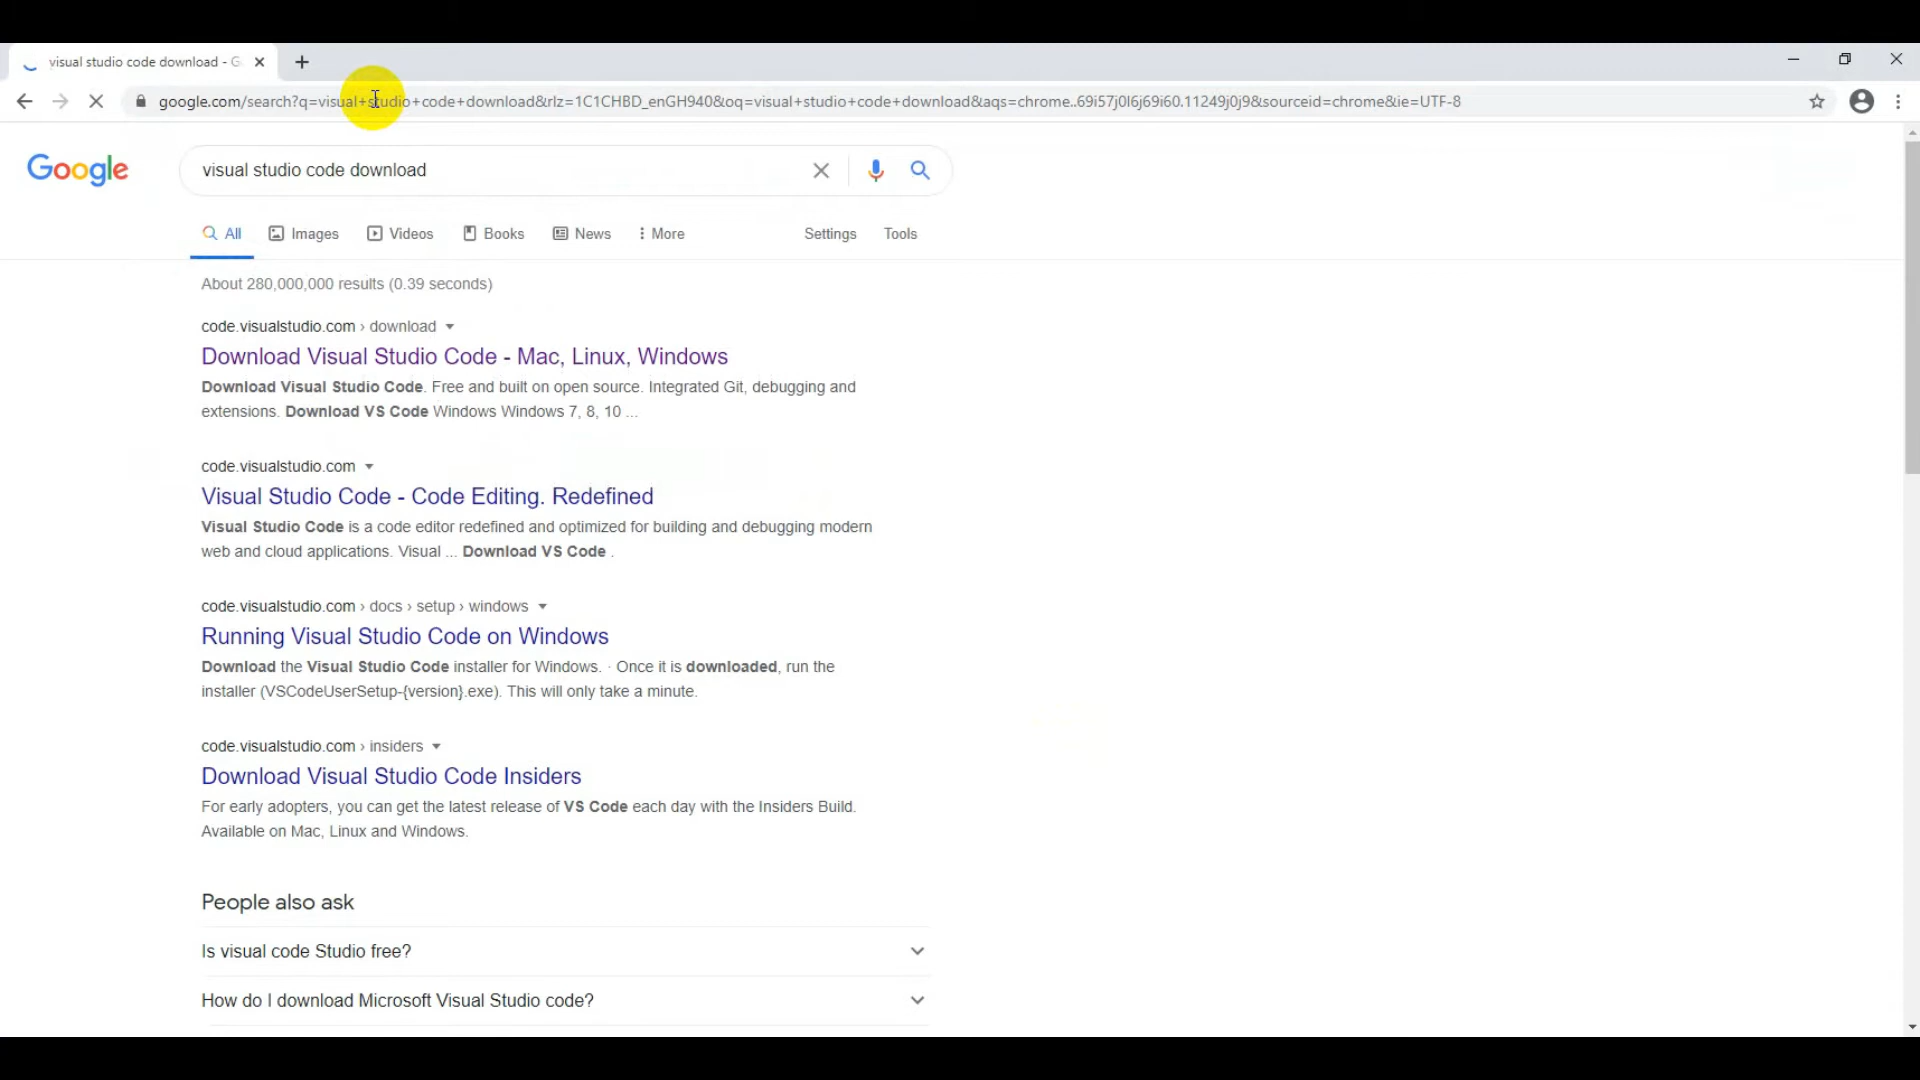 visual studio code download - G
google.com/search?q=visual+studio+code+download&rlz=1C1CHBD_enGH940&oq=visual+studio+code+download&aqs=chrome..69i57j0l6j69i60.11249j0j9&sourceid=chrome&ie=UTF-8
Google
visual studio code download
All Images Videos Books News More Settings Tools
About 280,000,000 results (0.39 seconds)
code.visualstudio.com › download
Download Visual Studio Code - Mac, Linux, Windows
Download Visual Studio Code. Free and built on open source. Integrated Git, debugging and
extensions. Download VS Code Windows Windows 7, 8, 10 ...
code.visualstudio.com
Visual Studio Code - Code Editing. Redefined
Visual Studio Code is a code editor redefined and optimized for building and debugging modern
web and cloud applications. Visual ... Download VS Code .
code.visualstudio.com › docs › setup › windows
Running Visual Studio Code on Windows
Download the Visual Studio Code installer for Windows. · Once it is downloaded, run the
installer (VSCodeUserSetup-{version}.exe). This will only take a minute.
code.visualstudio.com › insiders
Download Visual Studio Code Insiders
For early adopters, you can get the latest release of VS Code each day with the Insiders Build.
Available on Mac, Linux and Windows.
People also ask
Is visual code Studio free?
How do I download Microsoft Visual Studio code?